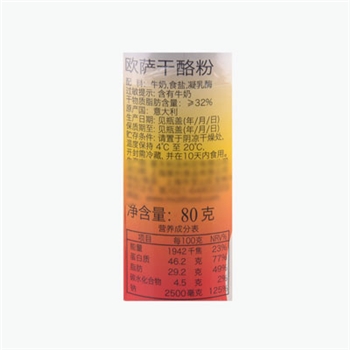 欧萨干酪粉
配料:牛奶,食盐,凝乳酶
过敏提示:含有牛奶
干物质脂肪含量:≥32%
原产国:意大利
生产日期:见瓶盖(年/月/日)
保质期至:见瓶盖(年/月/日)
贮存条件:请置于阴凉干燥处,
温度保持 4℃ 至 20℃,
开封需冷藏,并在10天内食用。
净含量:80克
营养成分表
项目 每100克 NRV%
能量 1942千焦 23%
蛋白质 46.2 克 77%
脂肪 29.2 克 49%
碳水化合物 4.5 克 2%
钠 2500毫克 125%